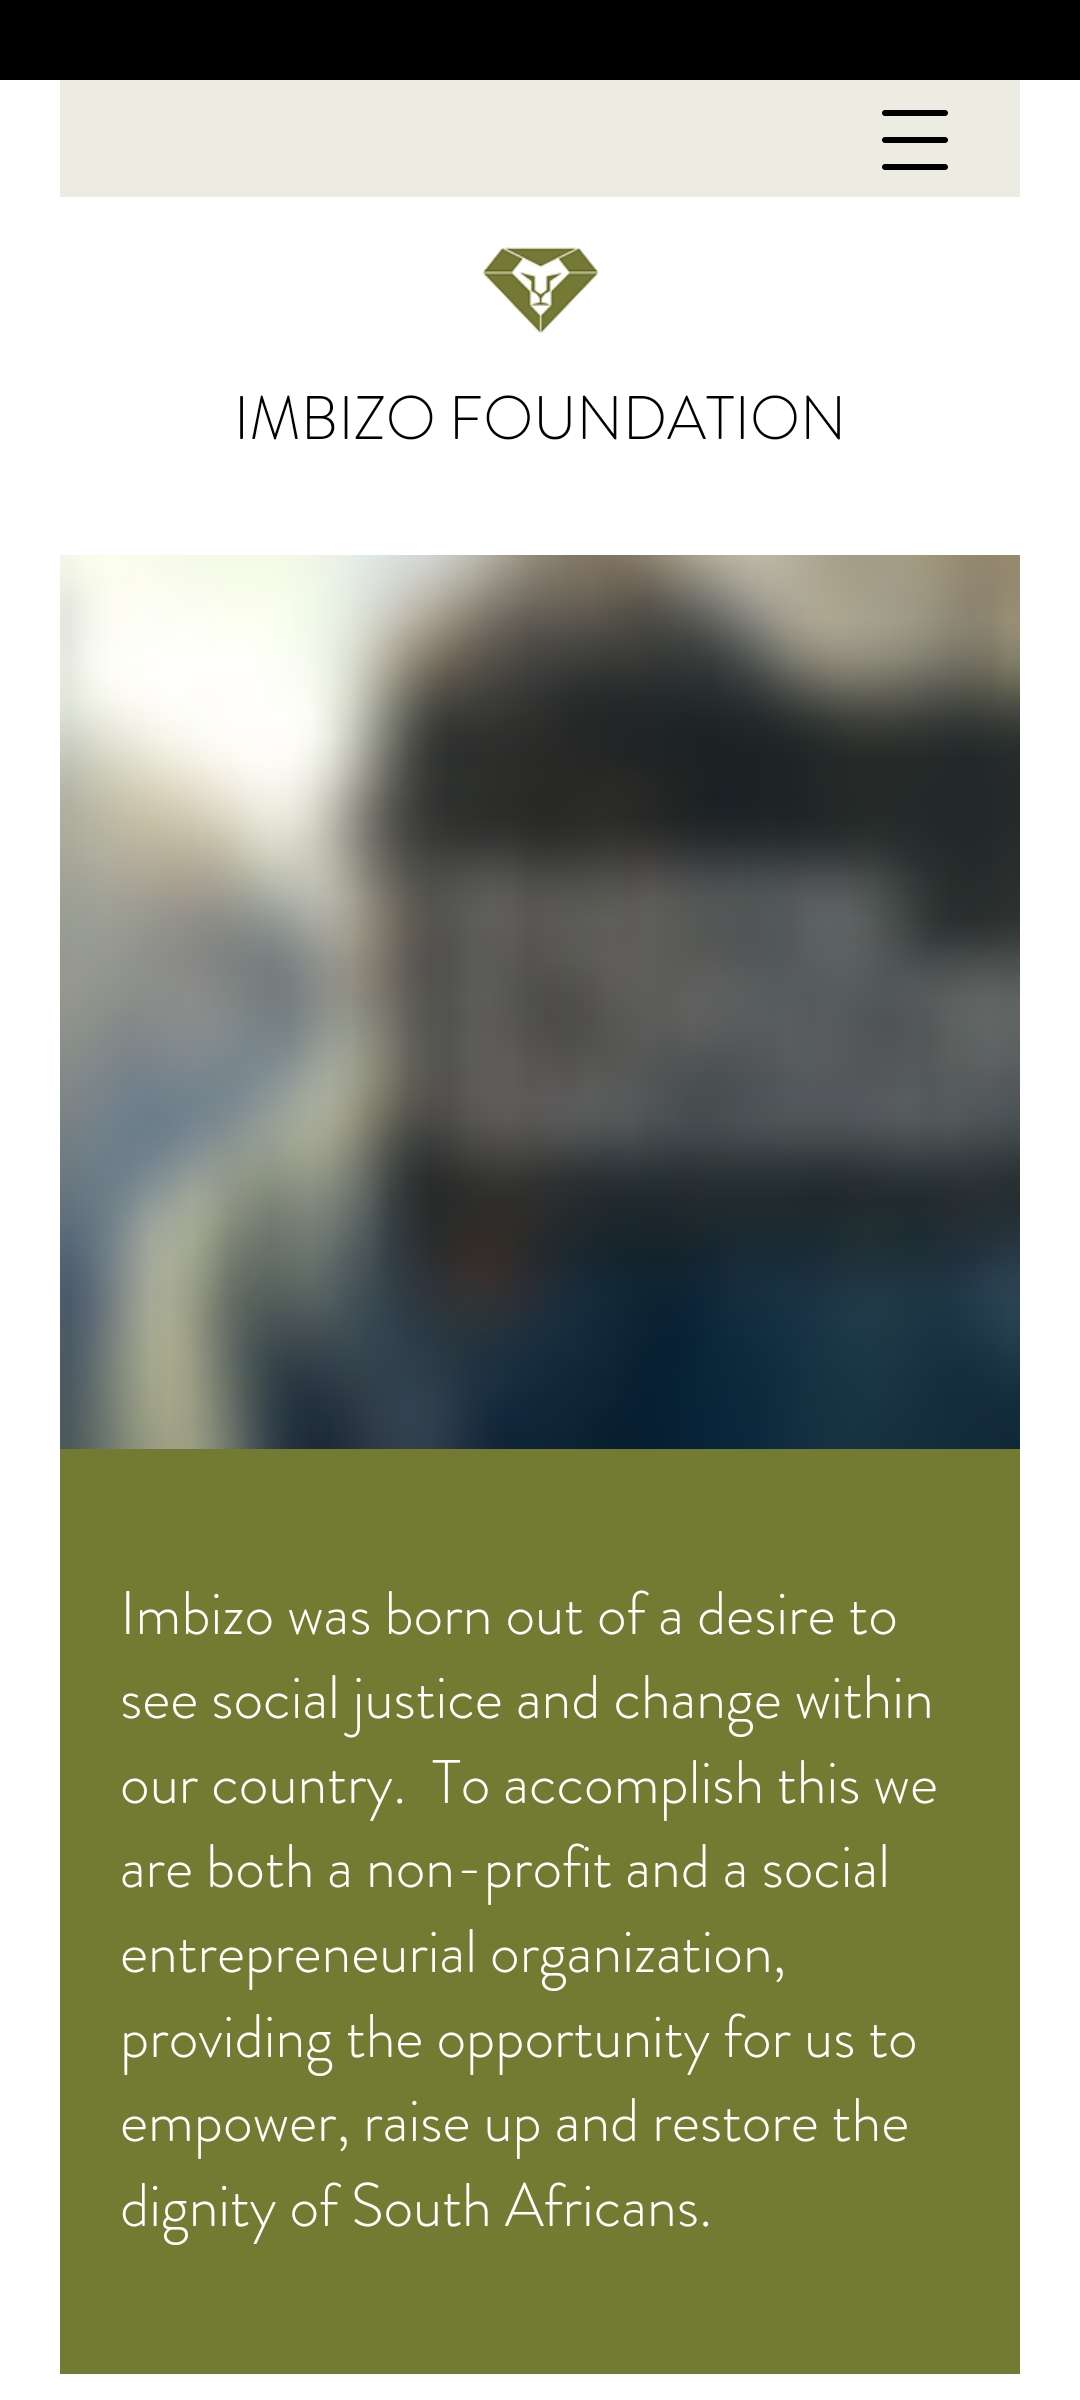 IMBIZO FOUNDATION
Imbizo was born out of a desire to
see social justice and change within
our country.  To accomplish this we
are both a non-profit and a social
entrepreneurial organization,
providing the opportunity for us to
empower, raise up and restore the
dignity of South Africans.